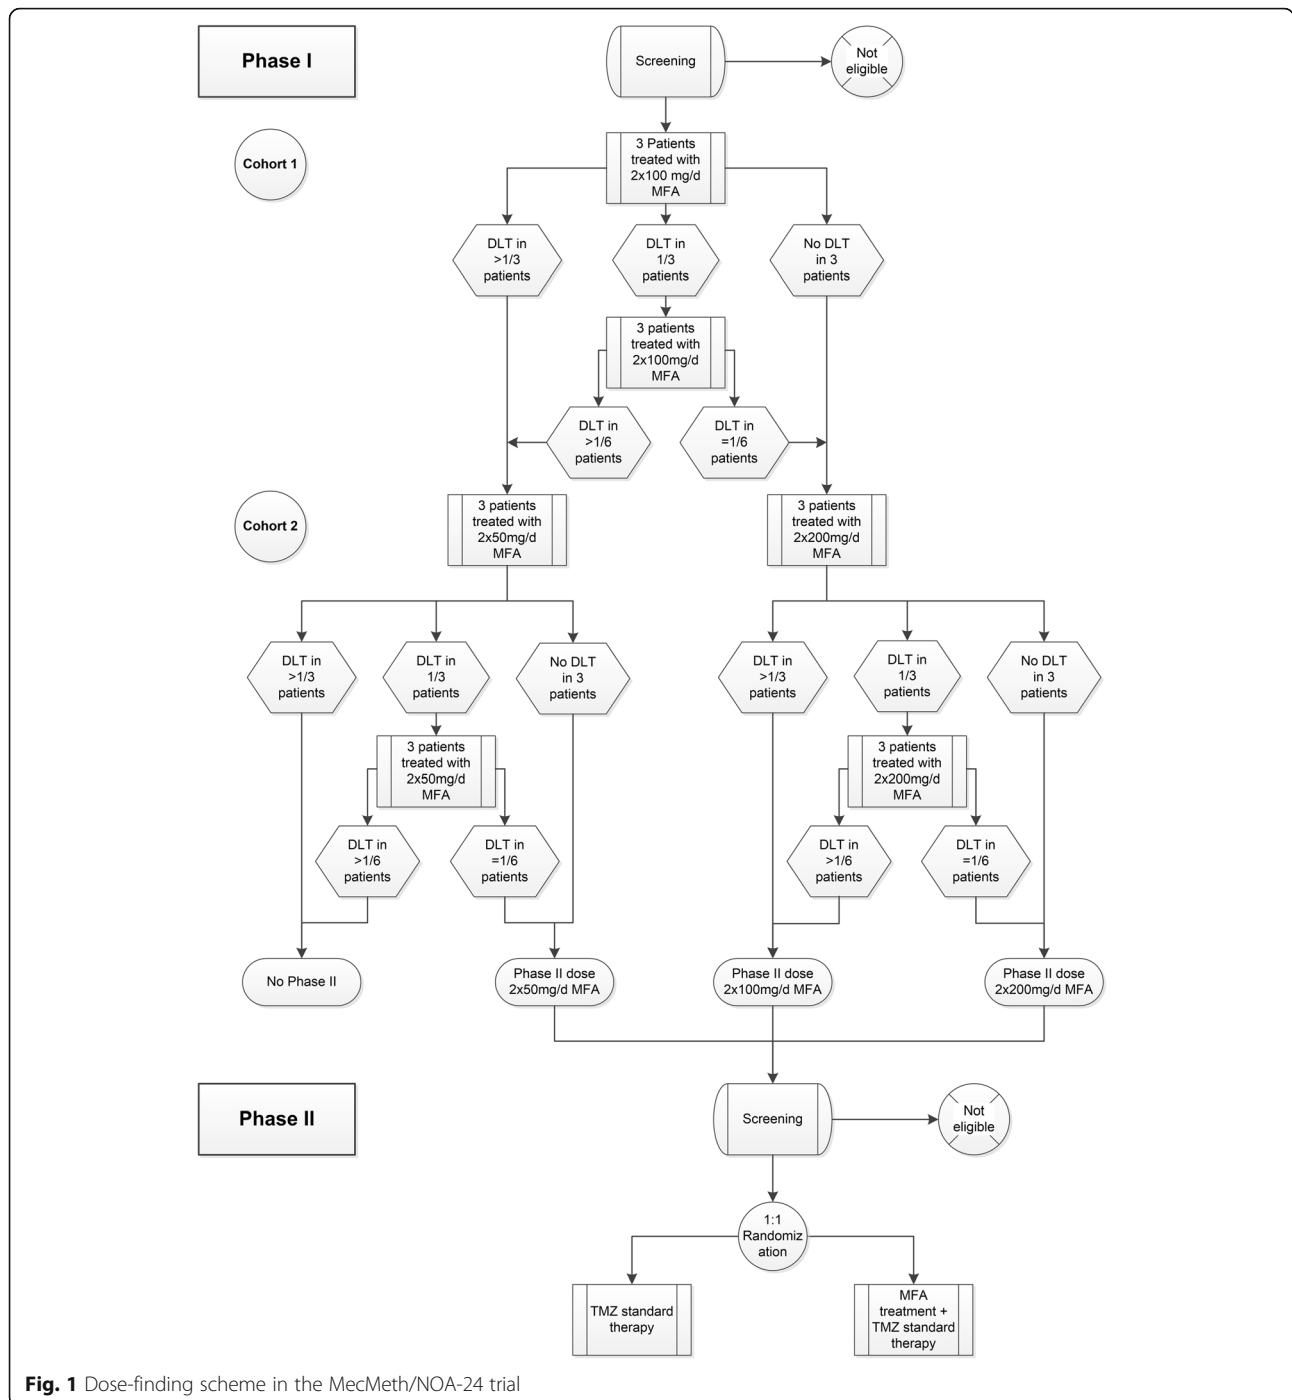 Phase I
Screening
Not
eligible
Cohort 1
3 Patients
treated with
2x100 mg/d
MFA
DLT in
>1/3
patients
DLT in
1/3
patients
No DLT
in 3
patients
3 patients
treated with
2x100mg/d
MFA
DLT in
>1/6
patients
DLT in
=1/6
patients
Cohort 2
3 patients
treated with
2x50mg/d
MFA
3 patients
treated with
2x200mg/d
MFA
DLT in
>1/3
patients
DLT in
1/3
patients
No DLT
in 3
patients
DLT in
>1/3
patients
DLT in
1/3
patients
No DLT
in 3
patients
3 patients
treated with
2x50mg/d
MFA
3 patients
treated with
2x200mg/d
MFA
DLT in
>1/6
patients
DLT in
=1/6
patients
DLT in
>1/6
patients
DLT in
=1/6
patients
No Phase II
Phase II dose
2x50mg/d MFA
Phase II dose
2x100mg/d MFA
Phase II dose
2x200mg/d MFA
Phase II
Screening
Not
eligible
1:1
Randomiz
ation
TMZ standard
therapy
MFA
treatment +
TMZ standard
therapy
Fig. 1 Dose-finding scheme in the MecMeth/NOA-24 trial